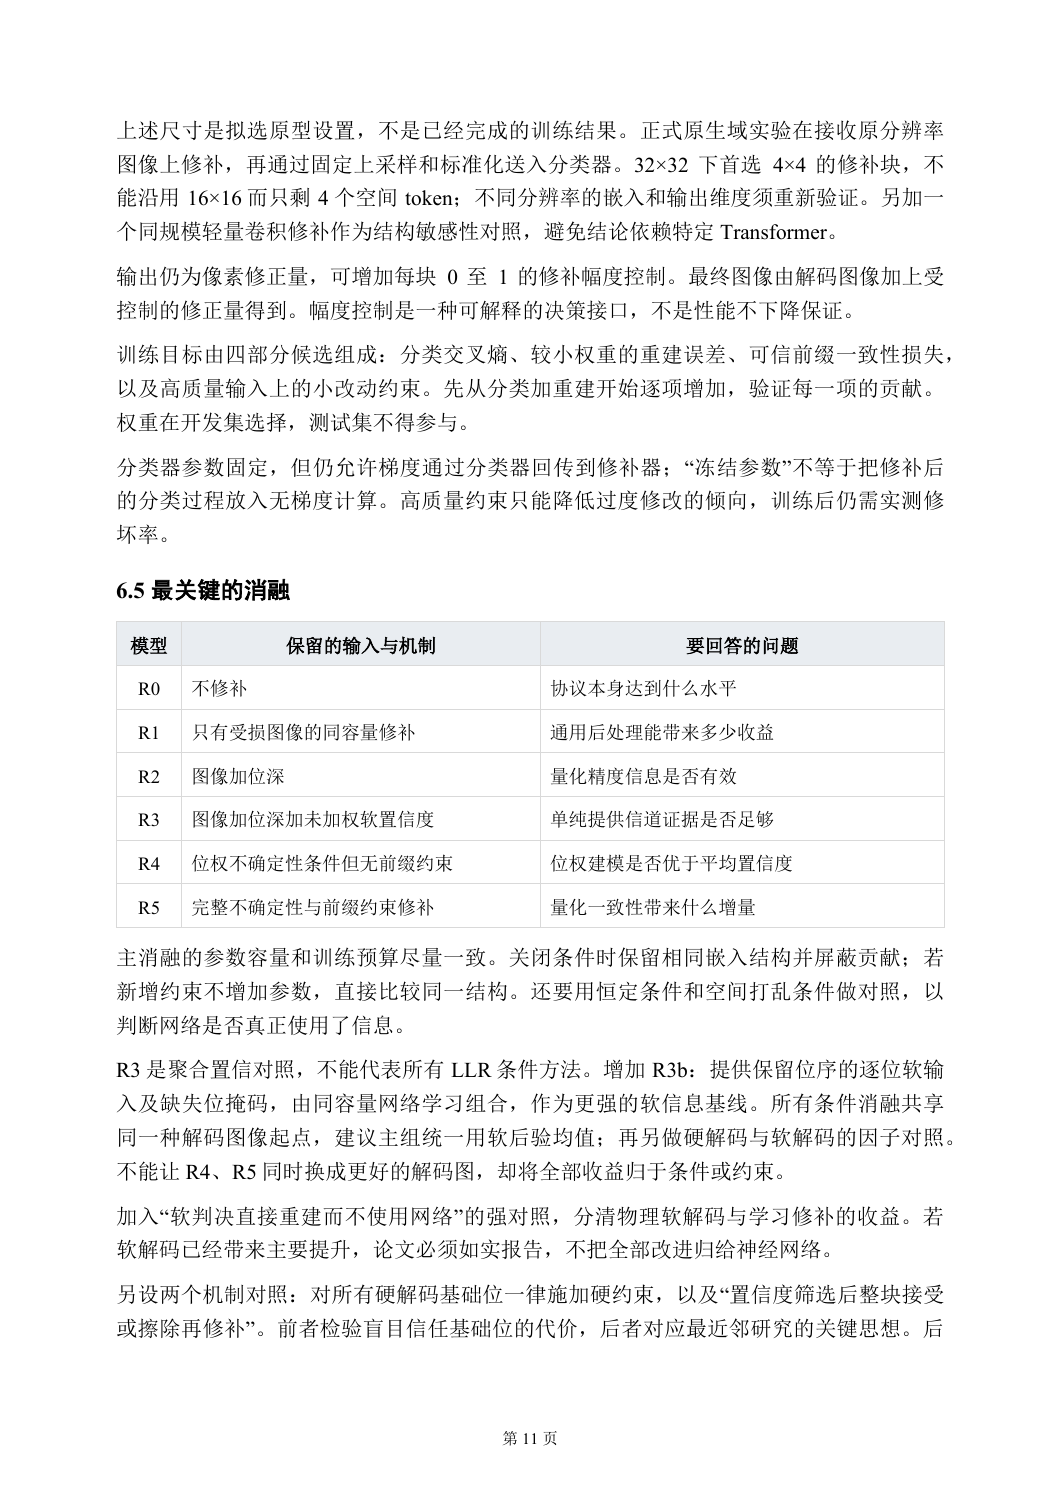 上述尺寸是拟选原型设置，不是已经完成的训练结果。正式原生域实验在接收原分辨率
图像上修补，再通过固定上采样和标准化送入分类器。32×32 下首选 4×4 的修补块，不
能沿用 16×16 而只剩 4 个空间 token；不同分辨率的嵌入和输出维度须重新验证。另加一
个同规模轻量卷积修补作为结构敏感性对照，避免结论依赖特定 Transformer。
输出仍为像素修正量，可增加每块 0 至 1 的修补幅度控制。最终图像由解码图像加上受
控制的修正量得到。幅度控制是一种可解释的决策接口，不是性能不下降保证。
训练目标由四部分候选组成：分类交叉熵、较小权重的重建误差、可信前缀一致性损失，
以及高质量输入上的小改动约束。先从分类加重建开始逐项增加，验证每一项的贡献。
权重在开发集选择，测试集不得参与。
分类器参数固定，但仍允许梯度通过分类器回传到修补器；“冻结参数”不等于把修补后
的分类过程放入无梯度计算。高质量约束只能降低过度修改的倾向，训练后仍需实测修
坏率。
6.5 最关键的消融
模型 保留的输入与机制 要回答的问题
R0 不修补 协议本身达到什么水平
R1 只有受损图像的同容量修补 通用后处理能带来多少收益
R2 图像加位深 量化精度信息是否有效
R3 图像加位深加未加权软置信度 单纯提供信道证据是否足够
R4 位权不确定性条件但无前缀约束 位权建模是否优于平均置信度
R5 完整不确定性与前缀约束修补 量化一致性带来什么增量
主消融的参数容量和训练预算尽量一致。关闭条件时保留相同嵌入结构并屏蔽贡献；若
新增约束不增加参数，直接比较同一结构。还要用恒定条件和空间打乱条件做对照，以
判断网络是否真正使用了信息。
R3 是聚合置信对照，不能代表所有 LLR 条件方法。增加 R3b：提供保留位序的逐位软输
入及缺失位掩码，由同容量网络学习组合，作为更强的软信息基线。所有条件消融共享
同一种解码图像起点，建议主组统一用软后验均值；再另做硬解码与软解码的因子对照。
不能让 R4、R5 同时换成更好的解码图，却将全部收益归于条件或约束。
加入“软判决直接重建而不使用网络”的强对照，分清物理软解码与学习修补的收益。若
软解码已经带来主要提升，论文必须如实报告，不把全部改进归给神经网络。
另设两个机制对照：对所有硬解码基础位一律施加硬约束，以及“置信度筛选后整块接受
或擦除再修补”。前者检验盲目信任基础位的代价，后者对应最近邻研究的关键思想。后
第 11 页